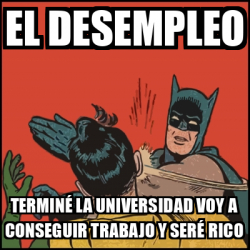 EL DESEMPLEO
TERMINÉ LA UNIVERSIDAD VOY A
CONSEGUIR TRABAJO Y SERÉ RICO